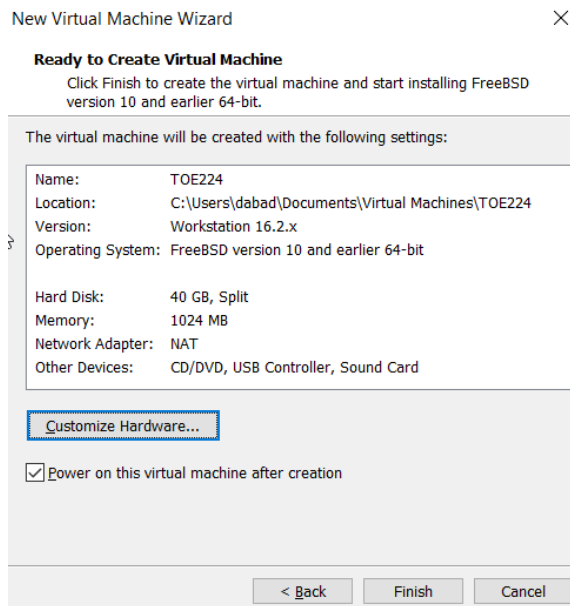 New Virtual Machine Wizard
Ready to Create Virtual Machine
Click Finish to create the virtual machine and start installing FreeBSD
version 10 and earlier 64-bit.
The virtual machine will be created with the following settings:
Name: TOE224
Location: C:\Users\dabad\Documents\Virtual Machines\TOE224
Version: Workstation 16.2.x
Operating System: FreeBSD version 10 and earlier 64-bit
Hard Disk: 40 GB, Split
Memory: 1024 MB
Network Adapter: NAT
Other Devices: CD/DVD, USB Controller, Sound Card
Customize Hardware...
Power on this virtual machine after creation
< Back Finish Cancel